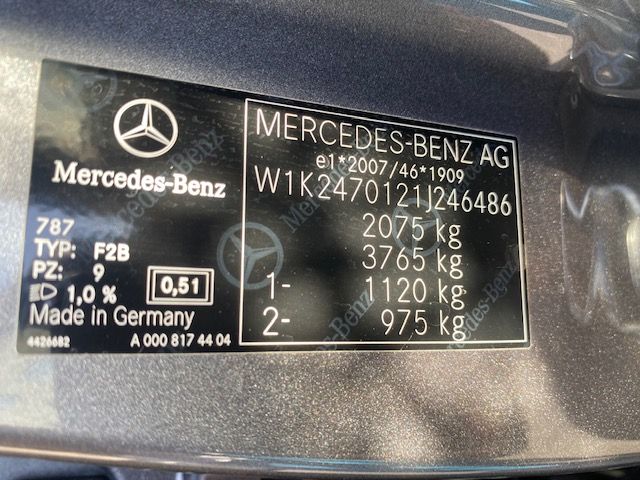 Mercedes-Benz
787
TYP: F2B
PZ: 9
1,0 % 0,51
Made in Germany
4426682 A 000 817 44 04
MERCEDES-BENZ AG
e1*2007/46*1909
W1K2470121J246486
2075 kg
3765 kg
1- 1120 kg
2- 975 kg